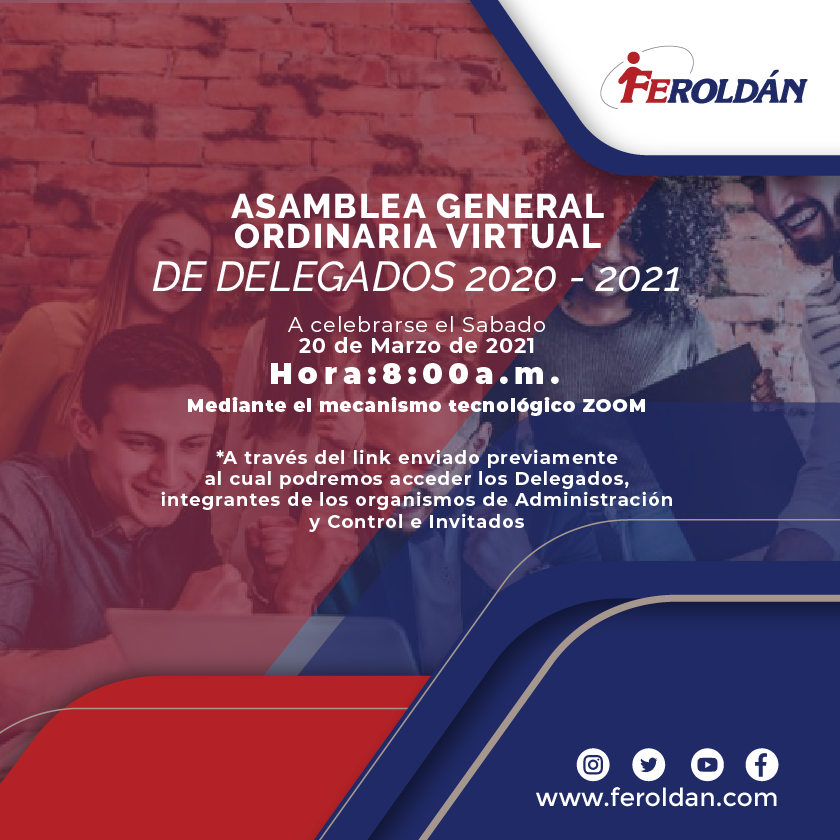 FEROLDÁN
ASAMBLEA GENERAL
ORDINARIA VIRTUAL
DE DELEGADOS 2020 - 2021
A celebrarse el Sabado
20 de Marzo de 2021
Hora:8:00a.m.
Mediante el mecanismo tecnológico ZOOM
*A través del link enviado previamente
al cual podremos acceder los Delegados,
integrantes de los organismos de Administración
y Control e Invitados
www.feroldan.com